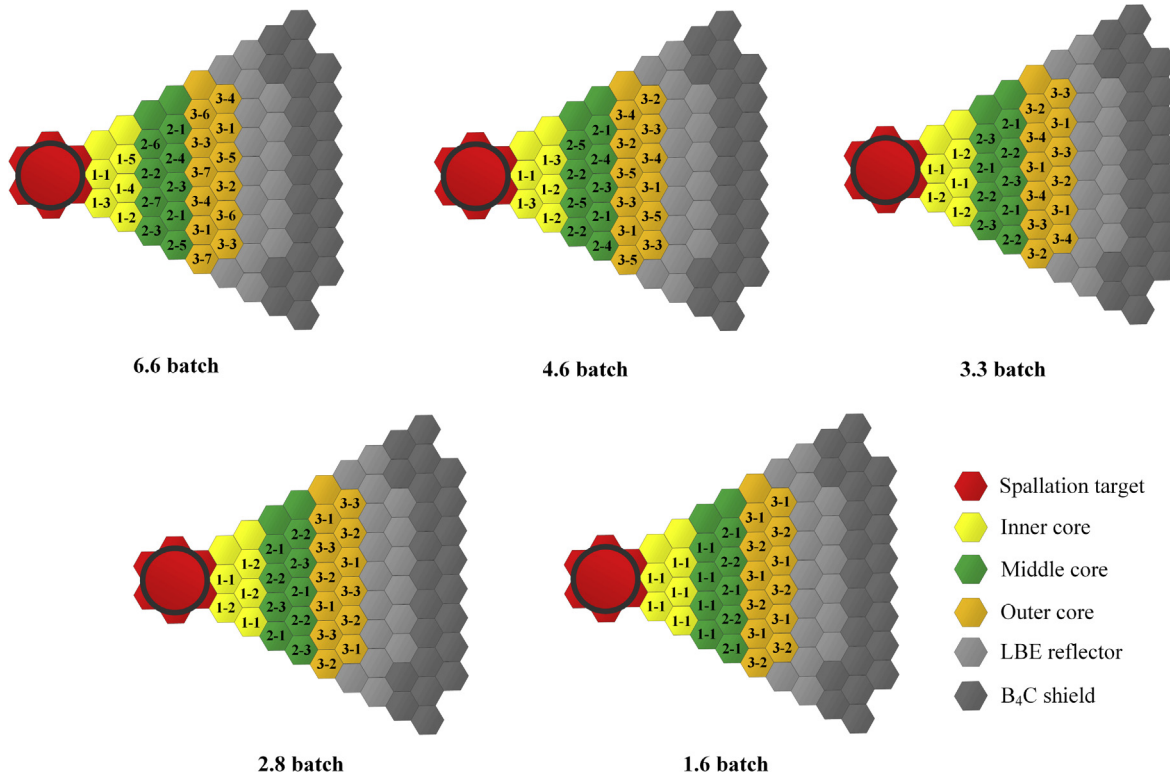 3-4
3-6
2-1 3-1
2-6 3-3
1-5 2-4 3-5
1-1 2-2 3-7
1-4 2-3 3-2
1-3 2-7 3-4
1-2 2-1 3-6
2-3 3-1
2-5 3-3
3-7
6.6 batch
3-2
3-4
2-1 3-3
2-5 3-2
1-3 2-4 3-4
1-1 2-2 3-5
1-2 2-3 3-1
1-3 2-5 3-3
1-2 2-1 3-5
2-2 3-1
2-4 3-3
3-5
4.6 batch
3-3
3-2
2-1 3-1
2-3 3-4
1-2 2-2 3-3
1-1 2-1 3-1
1-1 2-3 3-2
1-2 2-2 3-4
1-2 2-1 3-1
2-3 3-3
2-2 3-4
3-2
3.3 batch
3-3
3-1
2-2 3-2
2-1 3-3
1-2 2-3 3-1
1-1 2-2 3-2
1-2 2-1 3-3
1-2 2-3 3-1
1-1 2-2 3-2
2-1 3-3
2-3 3-1
3-2
2.8 batch
3-1
3-1
2-1 3-2
1-1 3-2
1-1 2-2 3-1
1-1 1-1 3-1
1-1 2-1 3-2
1-1 1-1 3-2
1-1 2-2 3-1
1-1 3-1
2-1 3-2
3-2
1.6 batch
Spallation target
Inner core
Middle core
Outer core
LBE reflector
B₄C shield